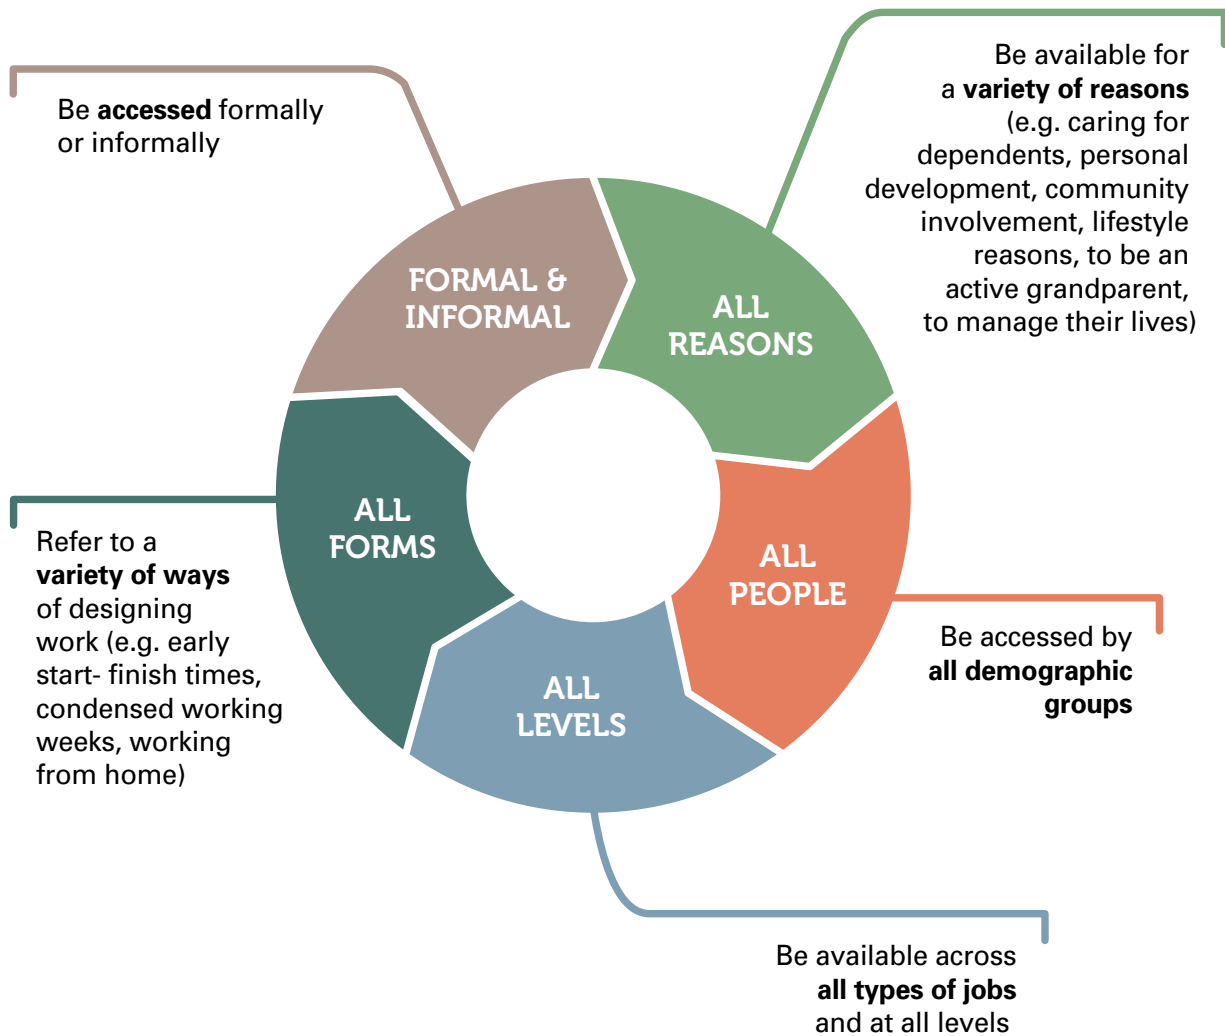 Be accessed formally
or informally
Be available for
a variety of reasons
(e.g. caring for
dependents, personal
development, community
involvement, lifestyle
reasons, to be an
active grandparent,
to manage their lives)
FORMAL &
INFORMAL
ALL
REASONS
ALL
FORMS
ALL
PEOPLE
ALL
LEVELS
Refer to a
variety of ways
of designing
work (e.g. early
start- finish times,
condensed working
weeks, working
from home)
Be accessed by
all demographic
groups
Be available across
all types of jobs
and at all levels